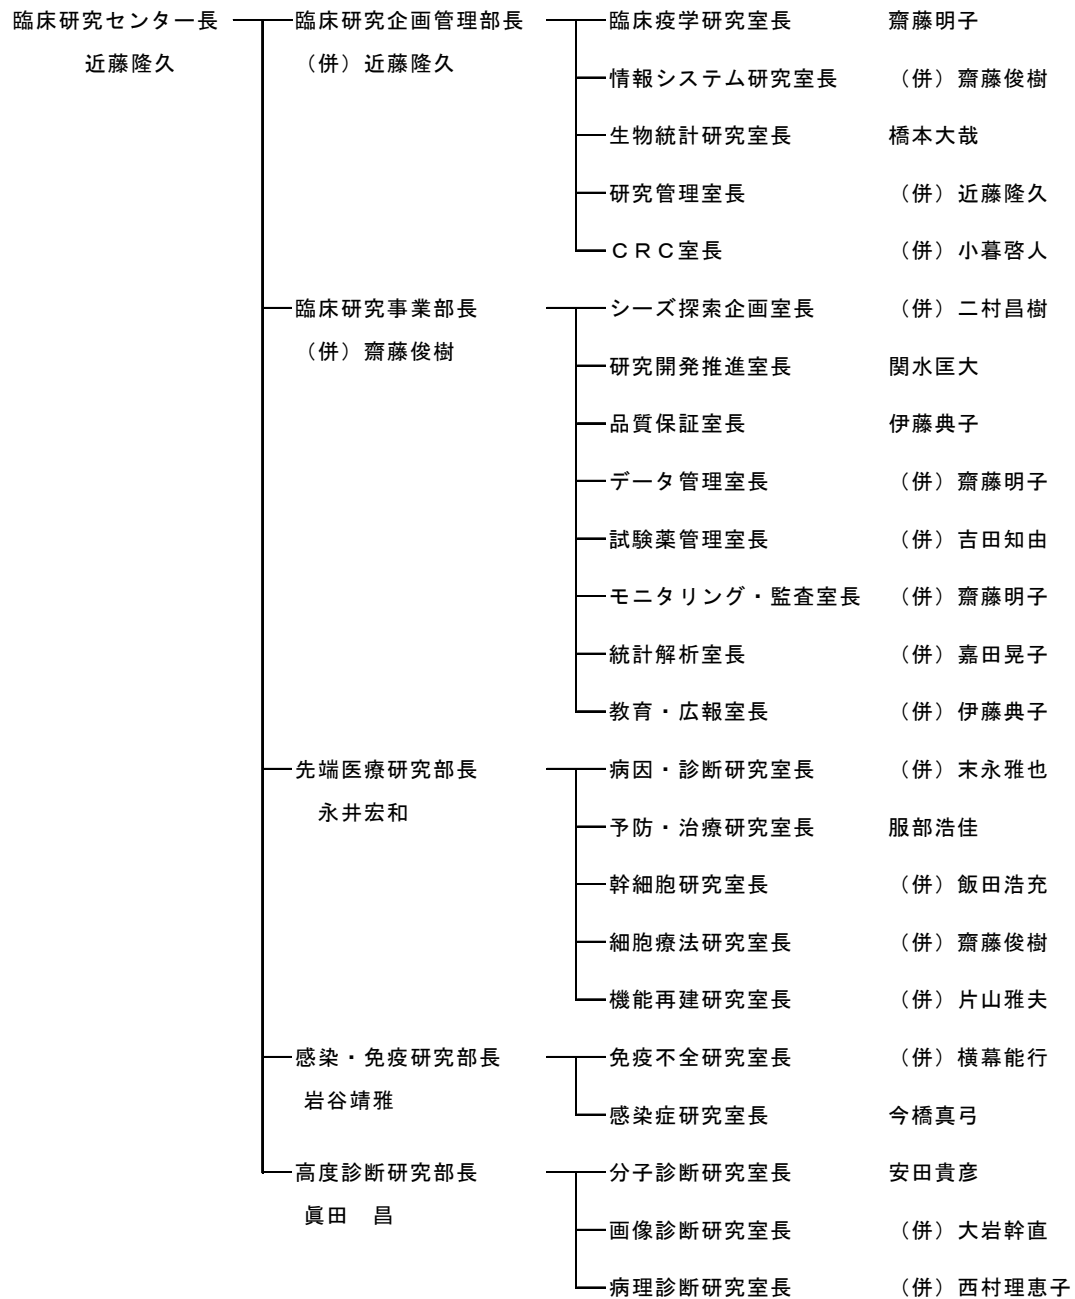 臨床研究センター長 臨床研究企画管理部長 臨床疫学研究室長 齋藤明子
近藤隆久 （併）近藤隆久
情報システム研究室長 （併）齋藤俊樹
生物統計研究室長 橋本大哉
研究管理室長 （併）近藤隆久
ＣＲＣ室長 （併）小暮啓人
臨床研究事業部長 シーズ探索企画室長 （併）二村昌樹
（併）齋藤俊樹
研究開発推進室長 関水匡大
品質保証室長 伊藤典子
データ管理室長 （併）齋藤明子
試験薬管理室長 （併）吉田知由
モニタリング・監査室長 （併）齋藤明子
統計解析室長 （併）嘉田晃子
教育・広報室長 （併）伊藤典子
先端医療研究部長 病因・診断研究室長 （併）末永雅也
永井宏和
予防・治療研究室長 服部浩佳
幹細胞研究室長 （併）飯田浩充
細胞療法研究室長 （併）齋藤俊樹
機能再建研究室長 （併）片山雅夫
感染・免疫研究部長 免疫不全研究室長 （併）横幕能行
岩谷靖雅
感染症研究室長 今橋真弓
高度診断研究部長 分子診断研究室長 安田貴彦
眞田　昌
画像診断研究室長 （併）大岩幹直
病理診断研究室長 （併）西村理恵子